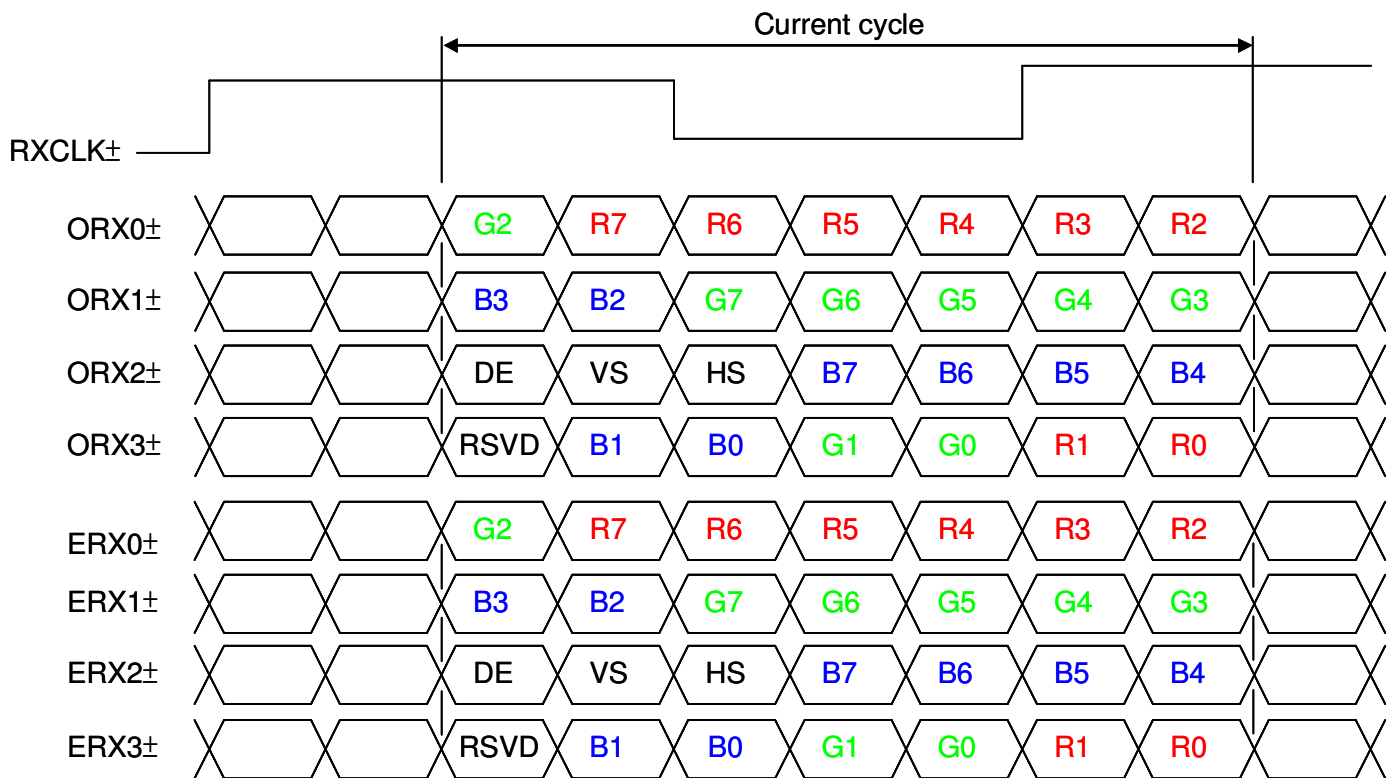 Current cycle
RXCLK±
ORX0± G2 R7 R6 R5 R4 R3 R2
ORX1± B3 B2 G7 G6 G5 G4 G3
ORX2± DE VS HS B7 B6 B5 B4
ORX3± RSVD B1 B0 G1 G0 R1 R0
ERX0± G2 R7 R6 R5 R4 R3 R2
ERX1± B3 B2 G7 G6 G5 G4 G3
ERX2± DE VS HS B7 B6 B5 B4
ERX3± RSVD B1 B0 G1 G0 R1 R0